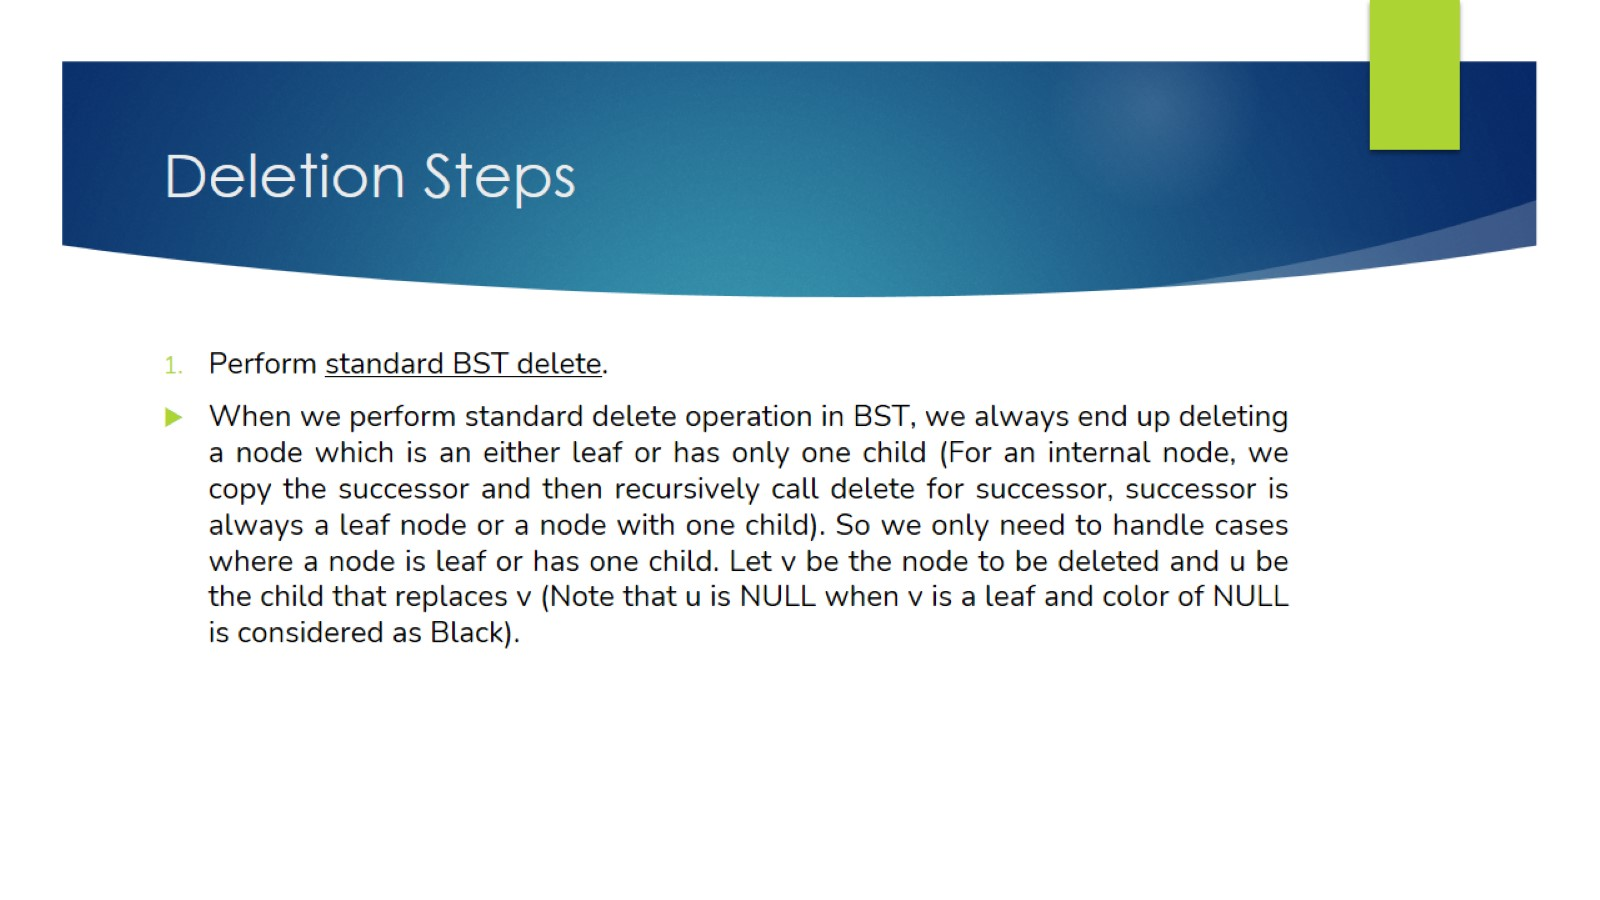 Deletion Steps
1. Perform standard BST delete.
When we perform standard delete operation in BST, we always end up deleting
a node which is an either leaf or has only one child (For an internal node, we
copy the successor and then recursively call delete for successor, successor is
always a leaf node or a node with one child). So we only need to handle cases
where a node is leaf or has one child. Let v be the node to be deleted and u be
the child that replaces v (Note that u is NULL when v is a leaf and color of NULL
is considered as Black).